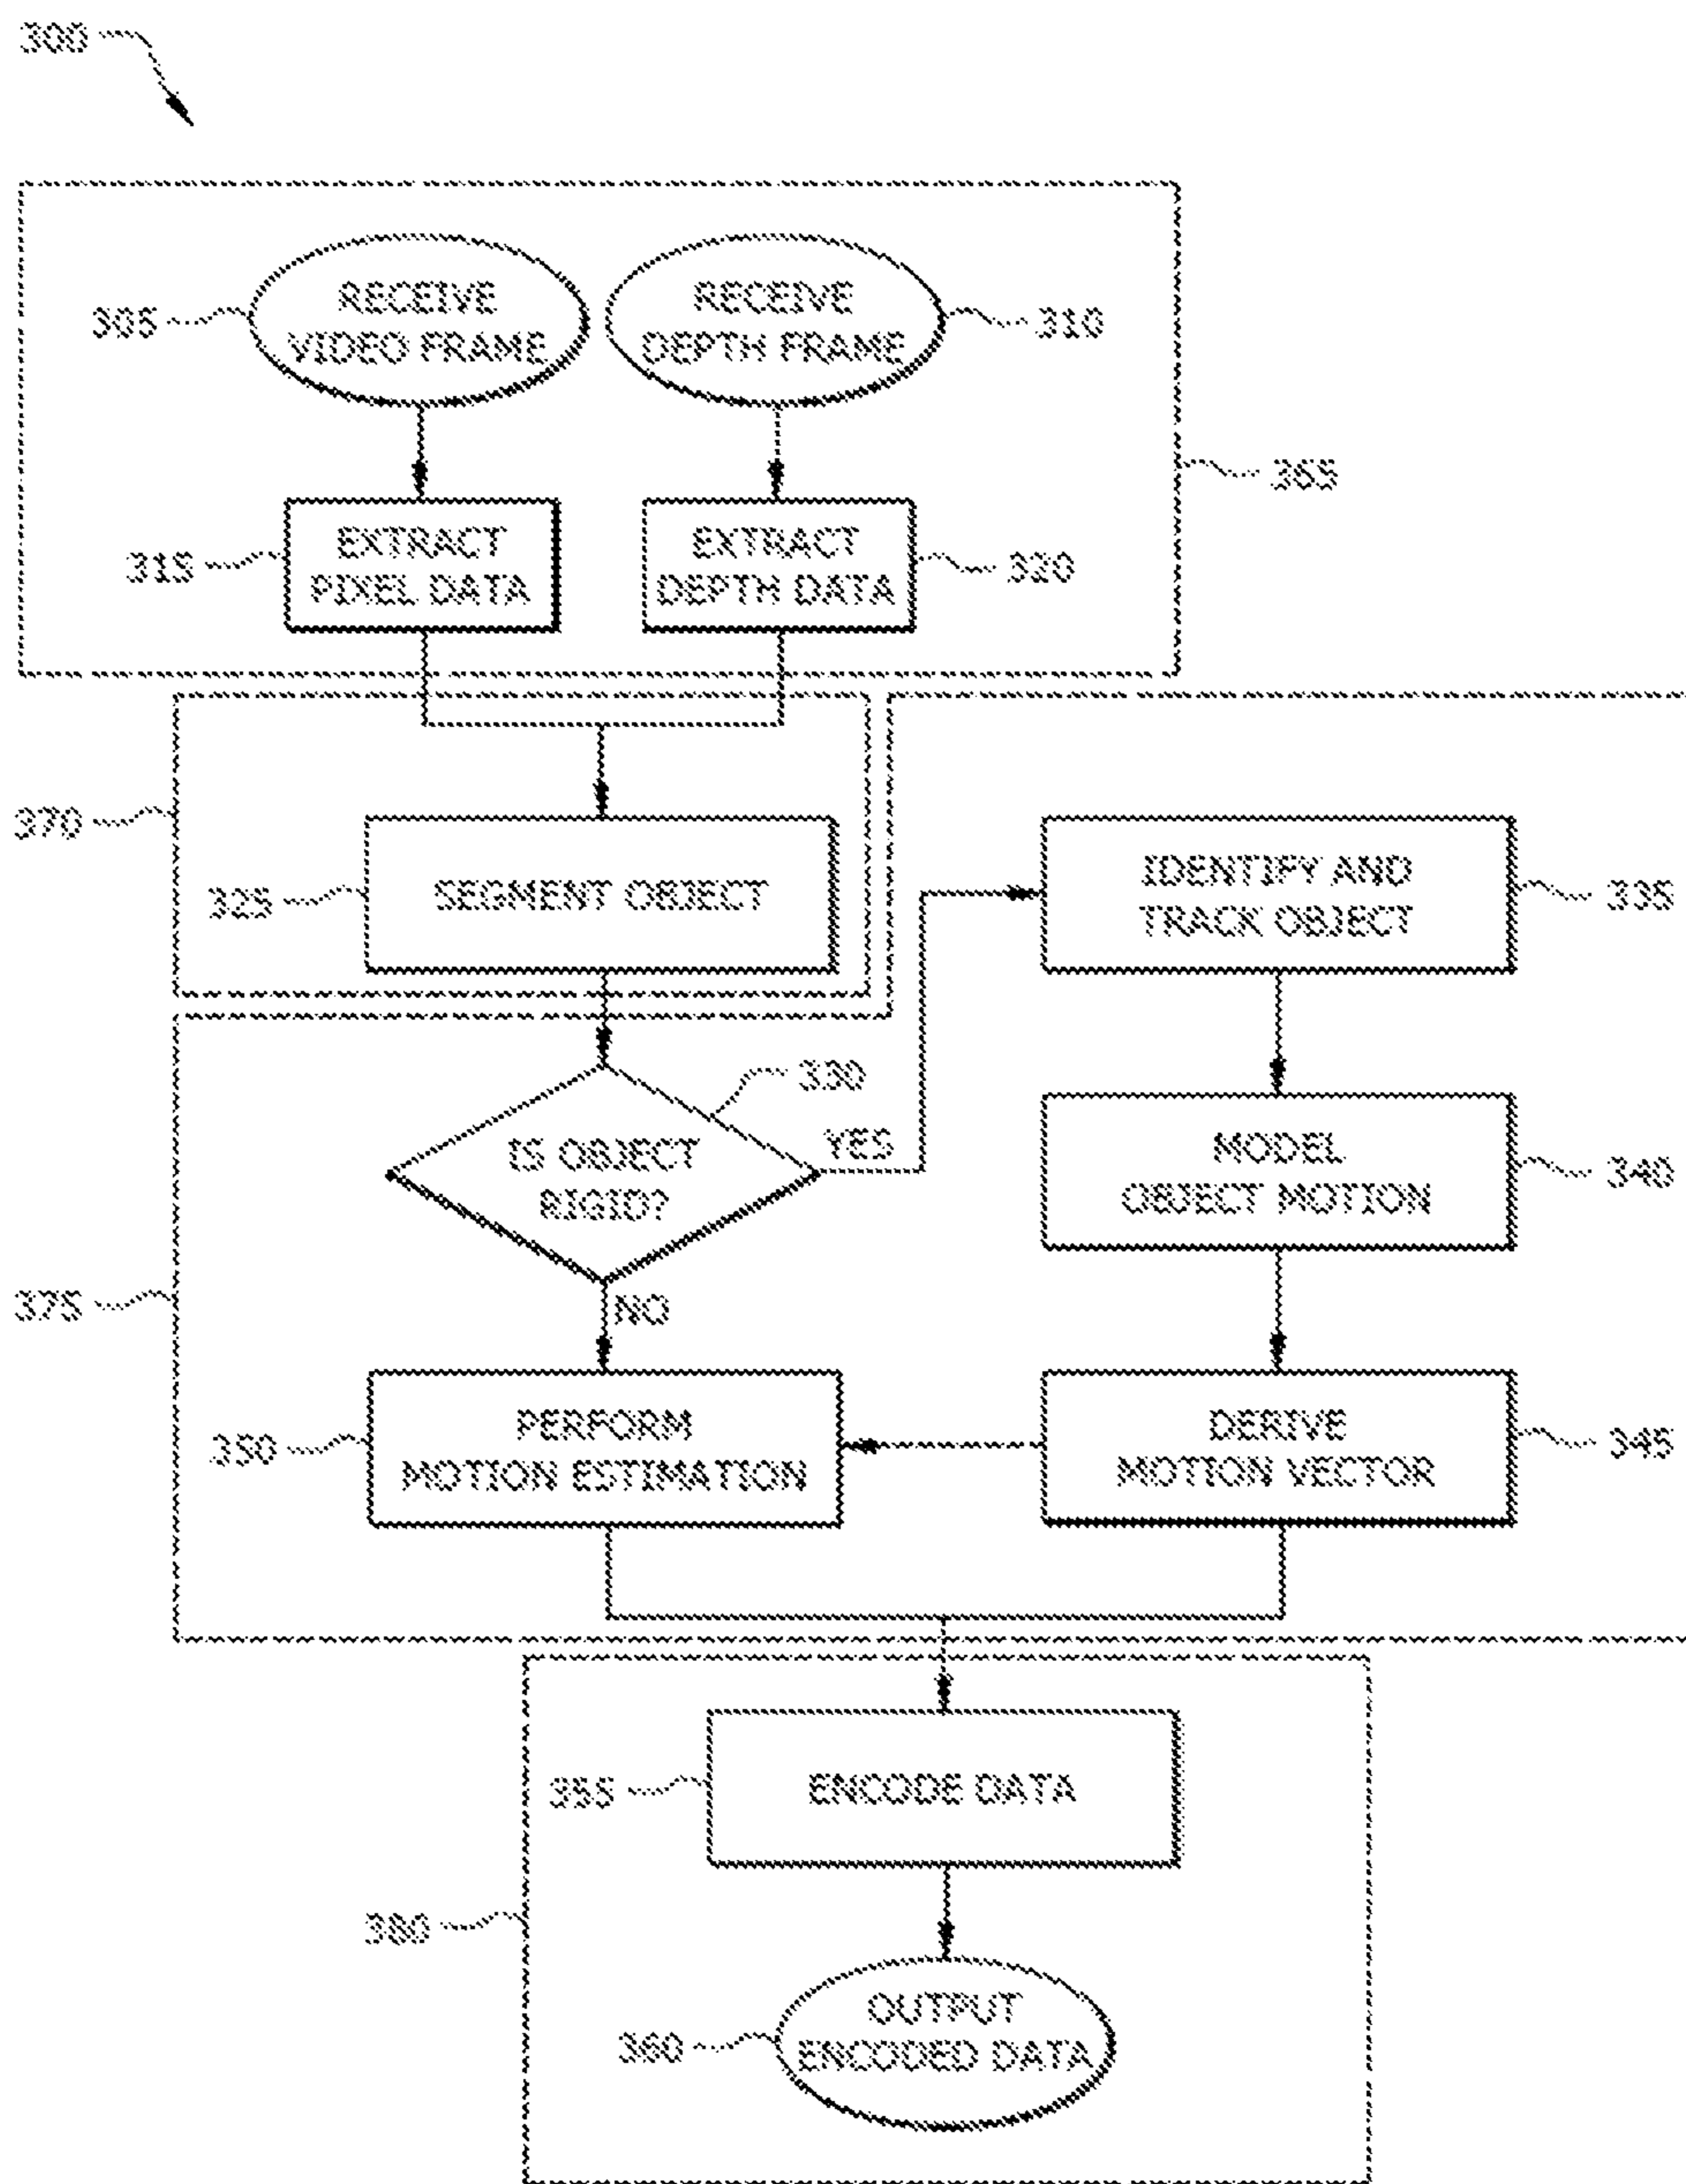 300
RECEIVE
VIDEO FRAME
305
RECEIVE
DEPTH FRAME
310
365
EXTRACT
PIXEL DATA
315
EXTRACT
DEPTH DATA
320
370
325
SEGMENT OBJECT
IDENTIFY AND
TRACK OBJECT
335
330
IS OBJECT
RIGID?
YES
NO
MODEL
OBJECT MOTION
340
375
350
PERFORM
MOTION ESTIMATION
DERIVE
MOTION VECTOR
345
355
ENCODE DATA
380
360
OUTPUT
ENCODED DATA